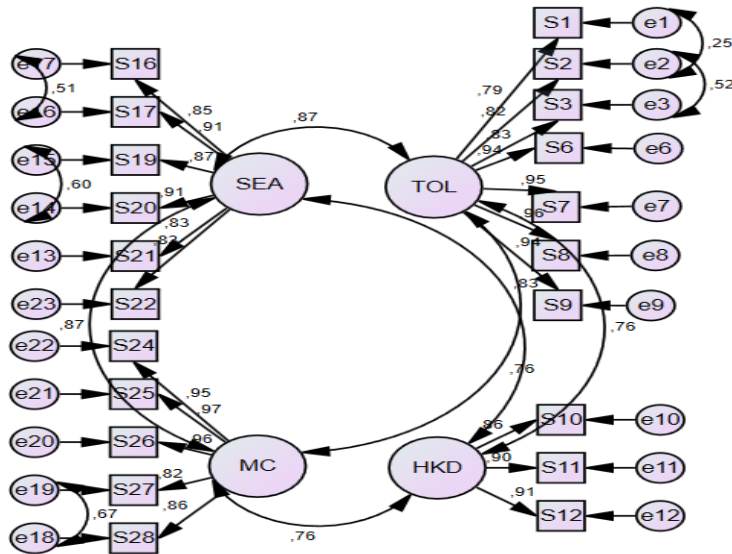 S1
e1
,25
e17
S16
S2
e2
,51
,52
,79
,85
,87
S3
e3
e16
S17
,82
,91
,83
S6
e6
e15
S19
,94
,87
SEA
TOL
,95
,60
,91
S7
e7
e14
S20
,96
,83
e13
S21
,94
S8
e8
,83
,83
e23
S22
S9
e9
,87
,76
e22
S24
,76
e21
S25
,95
,97
,86
S10
e10
e20
S26
,96
,90
MC
HKD
S11
e11
,82
e19
S27
,91
,86
,67
S12
e12
e18
S28
,76